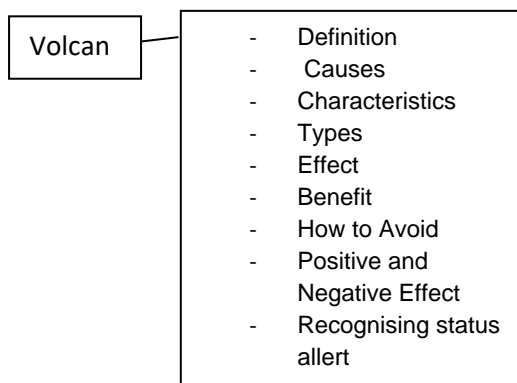 Volcan
- Definition
- Causes
- Characteristics
- Types
- Effect
- Benefit
- How to Avoid
- Positive and
Negative Effect
- Recognising status
allert